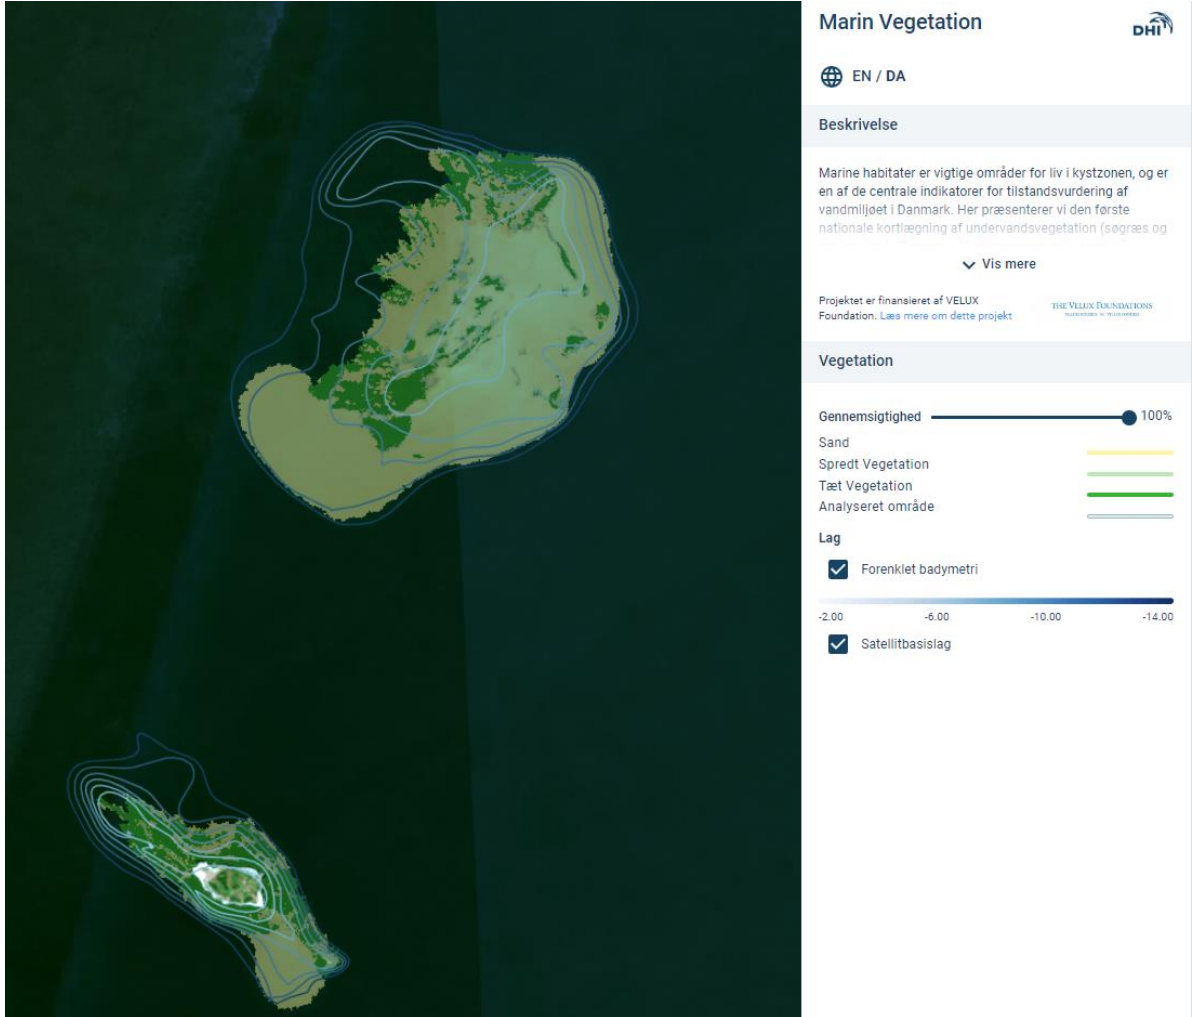 Marin Vegetation
DHI
EN / DA
Beskrivelse
Marine habitater er vigtige områder for liv i kystzonen, og er
en af de centrale indikatorer for tilstandsvurdering af
vandmiljøet i Danmark. Her præsenterer vi den første
nationale kortlægning af undervandsvegetation (søgræs og
Vis mere
Projektet er finansieret af VELUX
Foundation. Læs mere om dette projekt
THE VELUX FOUNDATIONS
Vegetation
Gennemsigtighed 100%
Sand
Spredt Vegetation
Tæt Vegetation
Analyseret område
Lag
Forenklet badymetri
-2.00 -6.00 -10.00 -14.00
Satellitbasislag